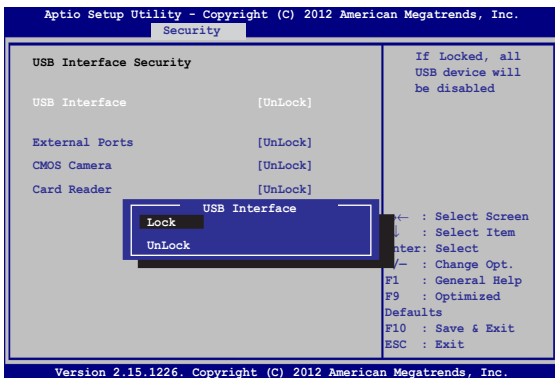 Aptio Setup Utility - Copyright (C) 2012 American Megatrends, Inc.
Security
USB Interface Security
USB Interface [UnLock]
External Ports [UnLock]
CMOS Camera [UnLock]
Card Reader [UnLock]
USB Interface
Lock
UnLock
If Locked, all
USB device will
be disabled
→← : Select Screen
↓ : Select Item
nter: Select
/— : Change Opt.
F1 : General Help
F9 : Optimized
Defaults
F10 : Save & Exit
ESC : Exit
Version 2.15.1226. Copyright (C) 2012 American Megatrends, Inc.